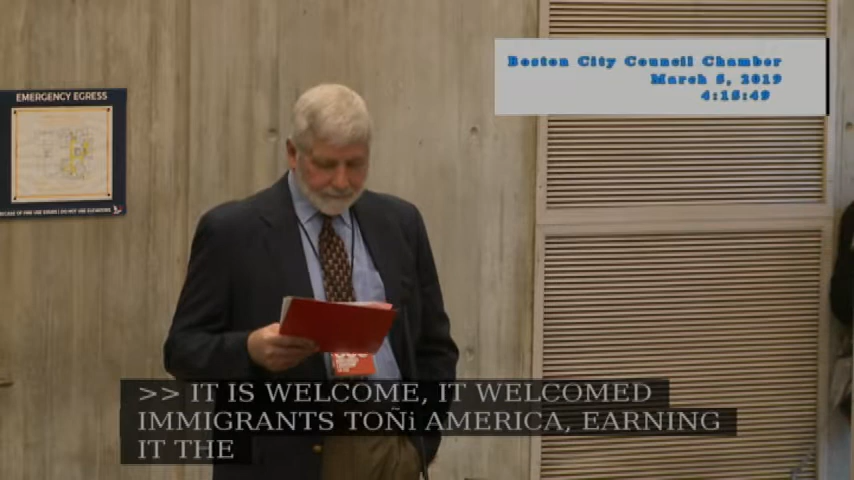 EMERGENCY EGRESS
Boston City Council Chamber
March 5, 2019
4:15:49
>> IT IS WELCOME, IT WELCOMED
IMMIGRANTS TOÑi AMERICA, EARNING
IT THE